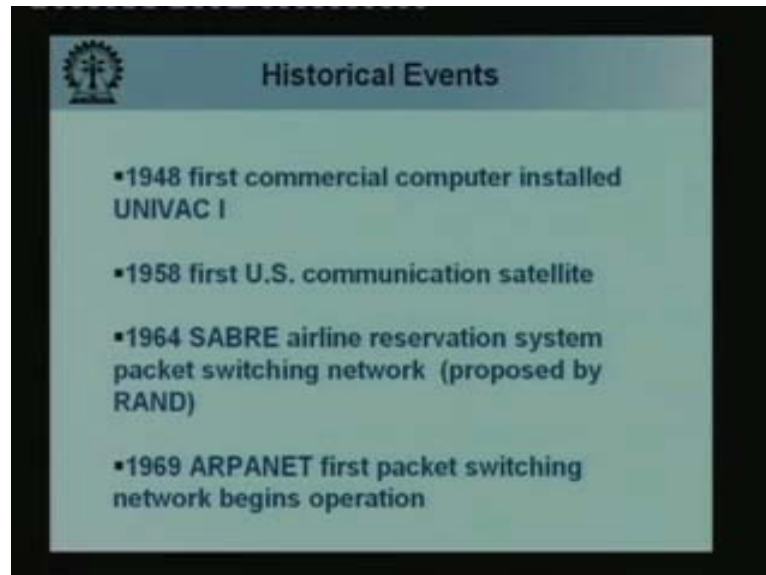 Historical Events
▪1948 first commercial computer installed
UNIVAC I
▪1958 first U.S. communication satellite
▪1964 SABRE airline reservation system
packet switching network (proposed by
RAND)
▪1969 ARPANET first packet switching
network begins operation